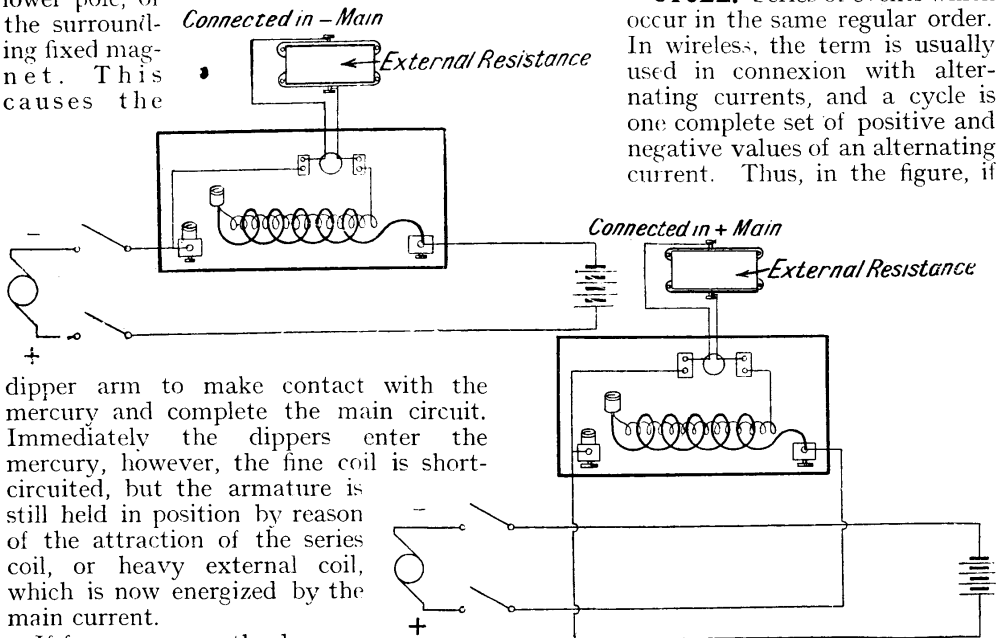 lower pole, or
the surround-
ing fixed mag-
net. This
causes the
Connected in – Main
External Resistance
–
+
dipper arm to make contact with the
mercury and complete the main circuit.
Immediately the dippers enter the
mercury, however, the fine coil is short-
circuited, but the armature is
still held in position by reason
of the attraction of the series
coil, or heavy external coil,
which is now energized by the
main current.
occur in the same regular order.
In wireless, the term is usually
used in connexion with alter-
nating currents, and a cycle is
one complete set of positive and
negative values of an alternating
current. Thus, in the figure, if
Connected in + Main
External Resistance
–
+